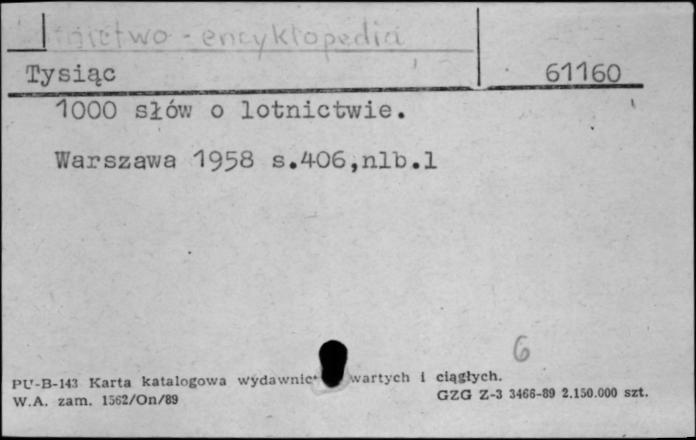 - encyklopedia
Tysiąc 61160
1000 słów o lotnictwie.
Warszawa 1958 s.406,nlb.1
6
PU-B-143 Karta katalogowa wydawnic wartych i ciągłych.
W.A. zam. 1562/On/89 GZG Z-3 3466-89 2.150.000 szt.